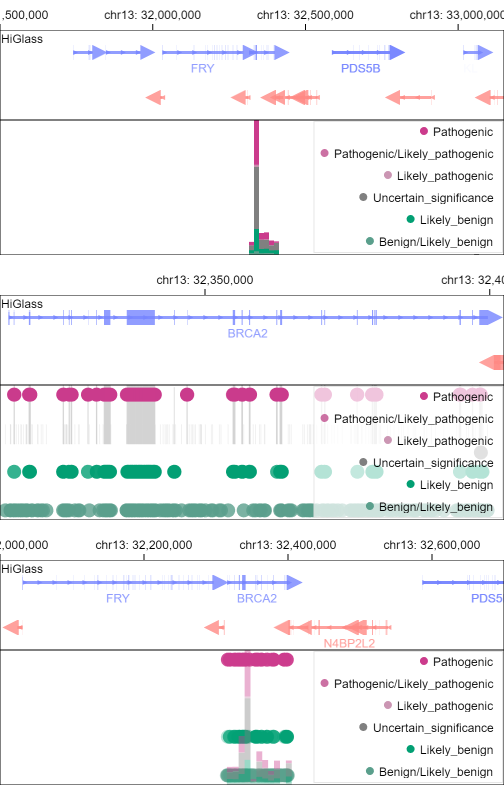 ,500,000 chr13: 32,000,000 chr13: 32,500,000 chr13: 33,000,000
HiGlass
FRY PDS5B
Pathogenic
Pathogenic/Likely_pathogenic
Likely_pathogenic
Uncertain_significance
Likely_benign
Benign/Likely_benign
chr13: 32,350,000 chr13: 32,40
HiGlass
BRCA2
Pathogenic
Pathogenic/Likely_pathogenic
Likely_pathogenic
Uncertain_significance
Likely_benign
Benign/Likely_benign
2,000,000 chr13: 32,200,000 chr13: 32,400,000 chr13: 32,600,000
HiGlass
FRY BRCA2 PDS5
N4BP2L2
Pathogenic
Pathogenic/Likely_pathogenic
Likely_pathogenic
Uncertain_significance
Likely_benign
Benign/Likely_benign